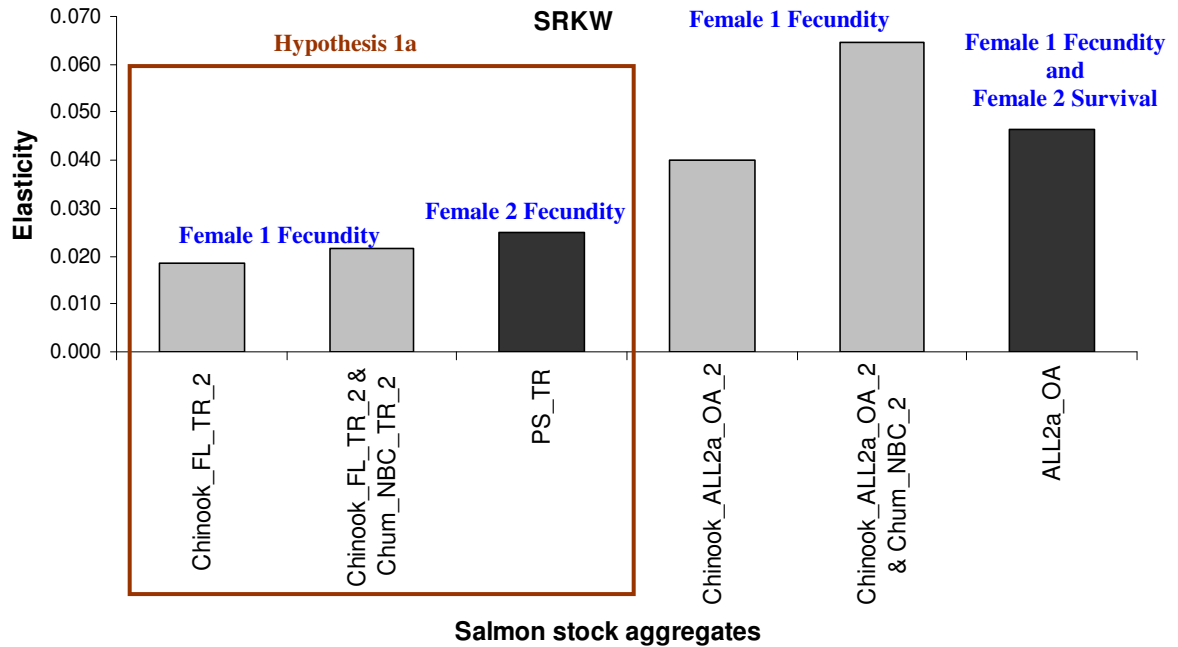 SRKW
Hypothesis 1a
Female 1 Fecundity
Female 1 Fecundity
and
Female 2 Survival
Female 2 Fecundity
Female 1 Fecundity
Elasticity
0.070
0.060
0.050
0.040
0.030
0.020
0.010
0.000
Chinook_FL_TR_2
Chinook_FL_TR_2 &
Chum_NBC_TR_2
PS_TR
Chinook_ALL2a_OA_2
Chinook_ALL2a_OA_2
& Chum_NBC_2
ALL2a_OA
Salmon stock aggregates